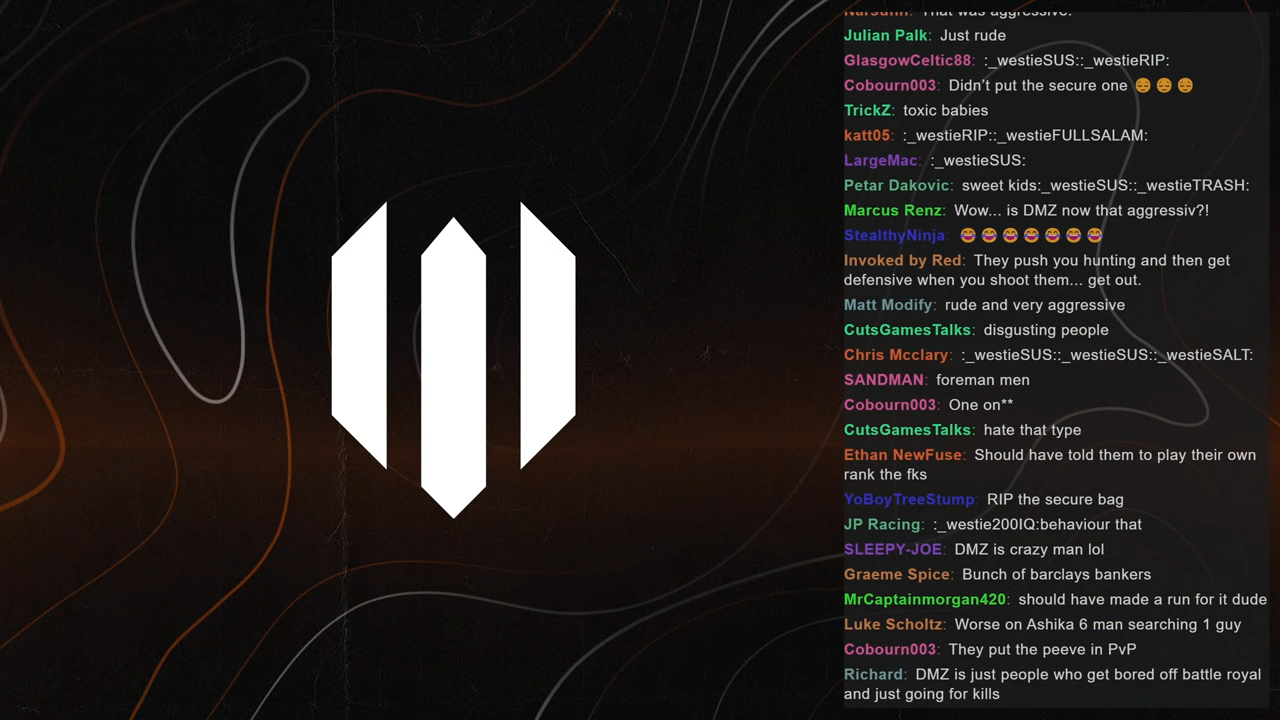 Narsunn: That was aggressive.
Julian Palk: Just rude
GlasgowCeltic88: :_westieSUS::_westieRIP:
Cobourn003: Didn't put the secure one 😔 😔 😔
TrickZ: toxic babies
katt05: :_westieRIP::_westieFULLSALAM:
LargeMac: :_westieSUS:
Petar Dakovic: sweet kids:_westieSUS::_westieTRASH:
Marcus Renz: Wow... is DMZ now that aggressiv?!
StealthyNinja: 😂 😂 😂 😂 😂 😂 😂
Invoked by Red: They push you hunting and then get
defensive when you shoot them... get out.
Matt Modify: rude and very aggressive
CutsGamesTalks: disgusting people
Chris Mcclary: :_westieSUS::_westieSUS::_westieSALT:
SANDMAN: foreman men
Cobourn003: One on**
CutsGamesTalks: hate that type
Ethan NewFuse: Should have told them to play their own
rank the fks
YoBoyTreeStump: RIP the secure bag
JP Racing: :_westie200IQ:behaviour that
SLEEPY-JOE: DMZ is crazy man lol
Graeme Spice: Bunch of barclays bankers
MrCaptainmorgan420: should have made a run for it dude
Luke Scholtz: Worse on Ashika 6 man searching 1 guy
Cobourn003: They put the peeve in PvP
Richard: DMZ is just people who get bored off battle royal
and just going for kills